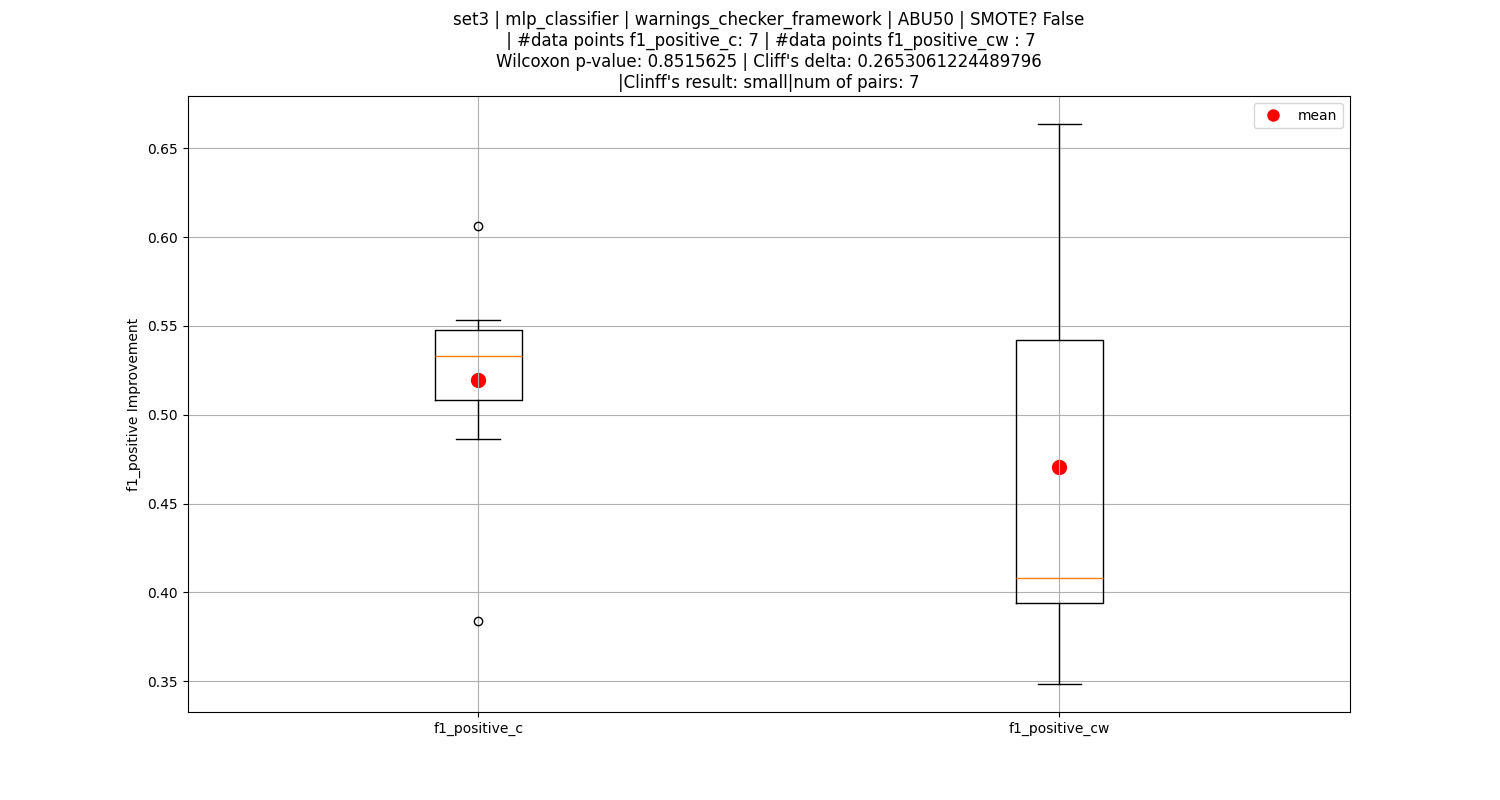 set3 | mlp_classifier | warnings_checker_framework | ABU50 | SMOTE? False
| #data points f1_positive_c: 7 | #data points f1_positive_cw : 7
Wilcoxon p-value: 0.8515625 | Cliff's delta: 0.2653061224489796
|Clinff's result: small|num of pairs: 7
mean
0.65
0.60
0.55
0.50
0.45
0.40
0.35
f1_positive Improvement
f1_positive_c
f1_positive_cw